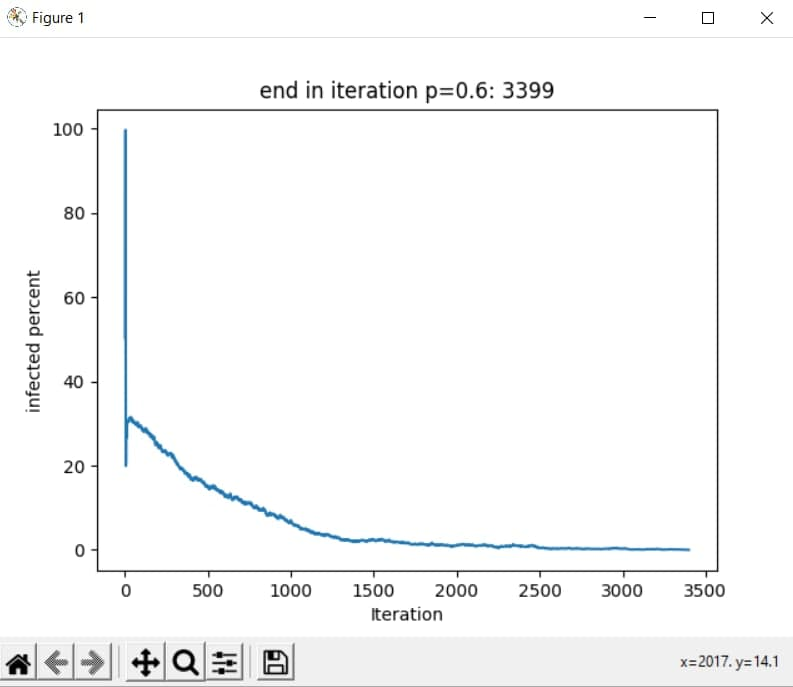 Figure 1
end in iteration p=0.6: 3399
100
80
60
40
20
0
infected percent
0 500 1000 1500 2000 2500 3000 3500
Iteration
x=2017. y=14.1